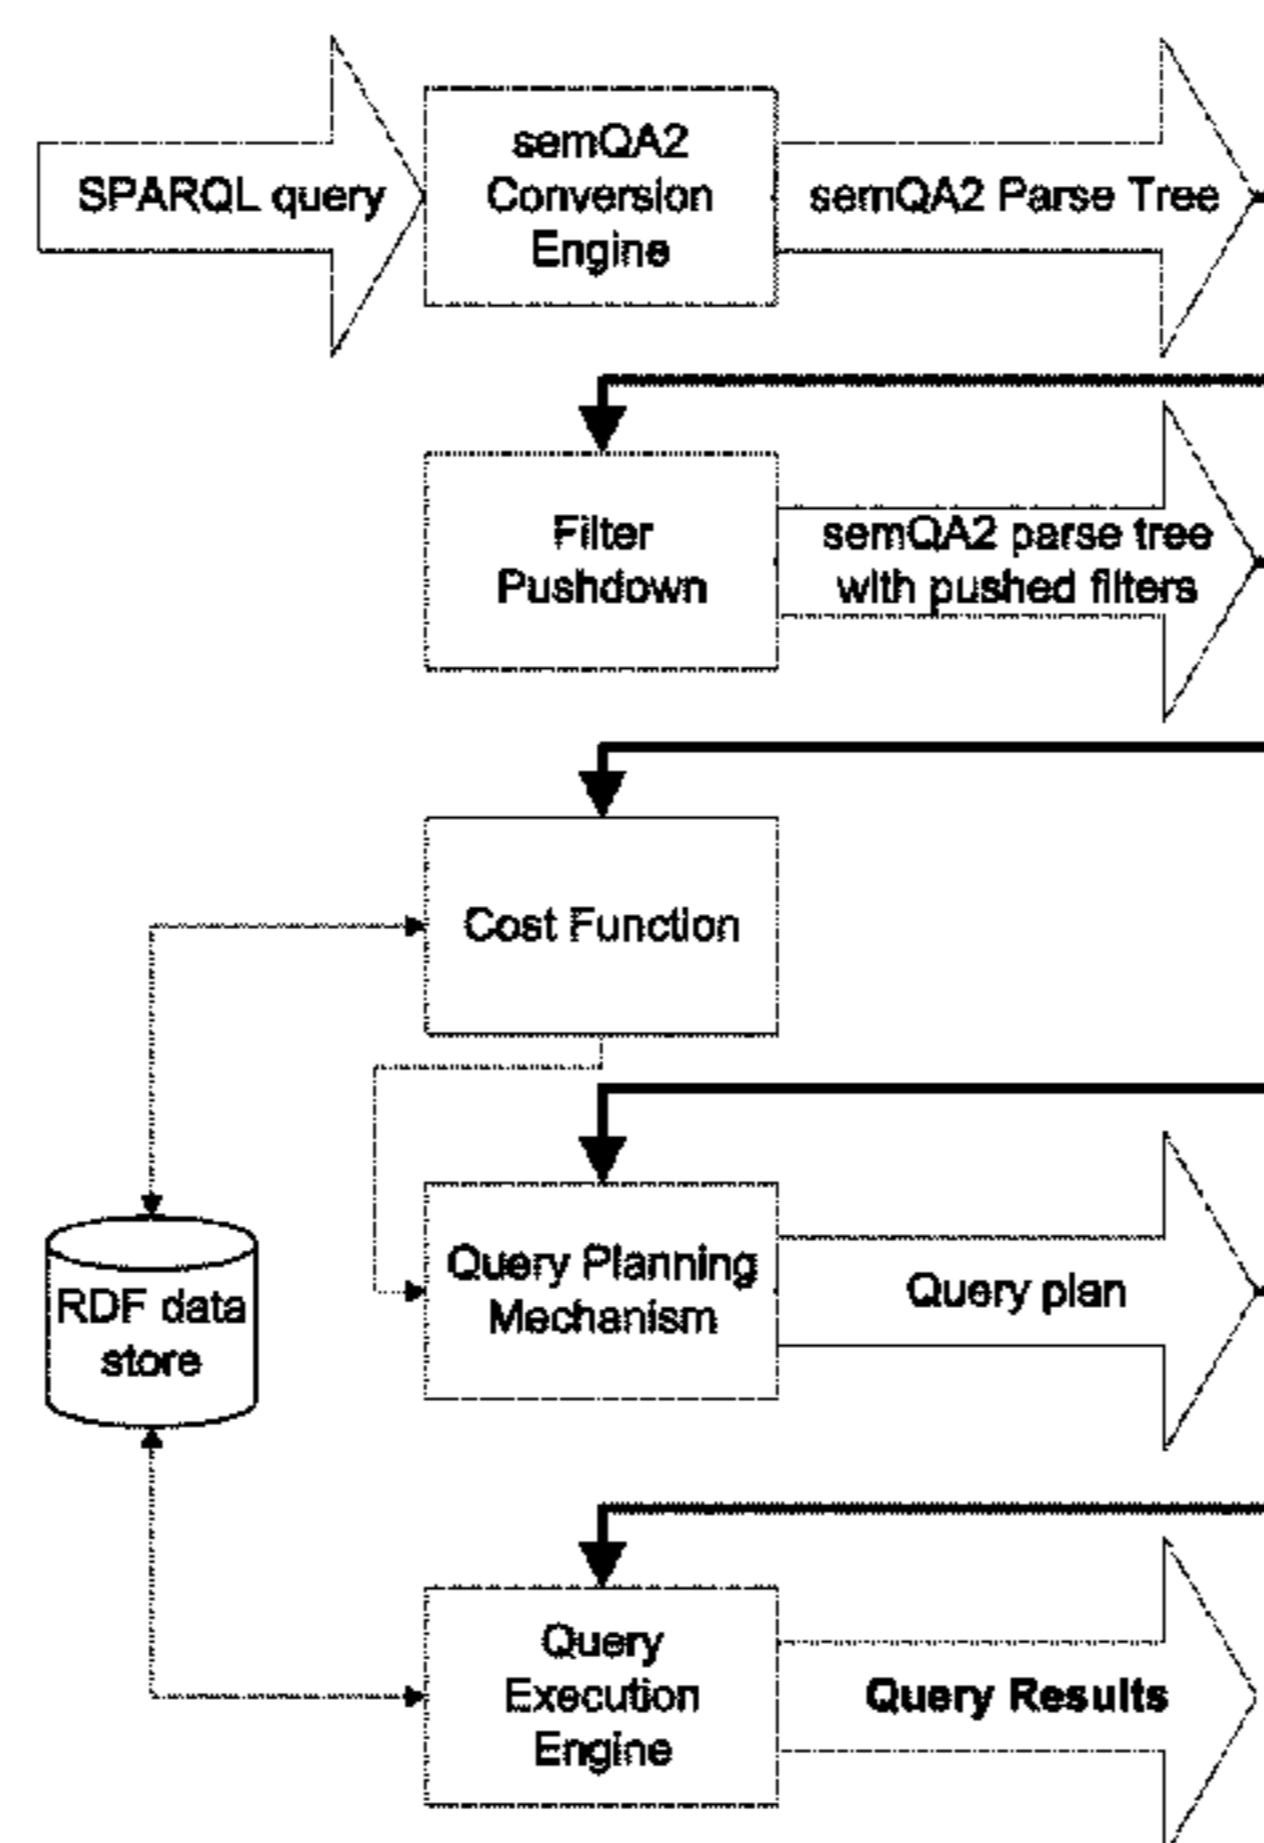 SPARQL query
semQA2
Conversion
Engine
semQA2 Parse Tree
Filter
Pushdown
semQA2 parse tree
with pushed filters
Cost Function
RDF data
store
Query Planning
Mechanism
Query plan
Query
Execution
Engine
Query Results